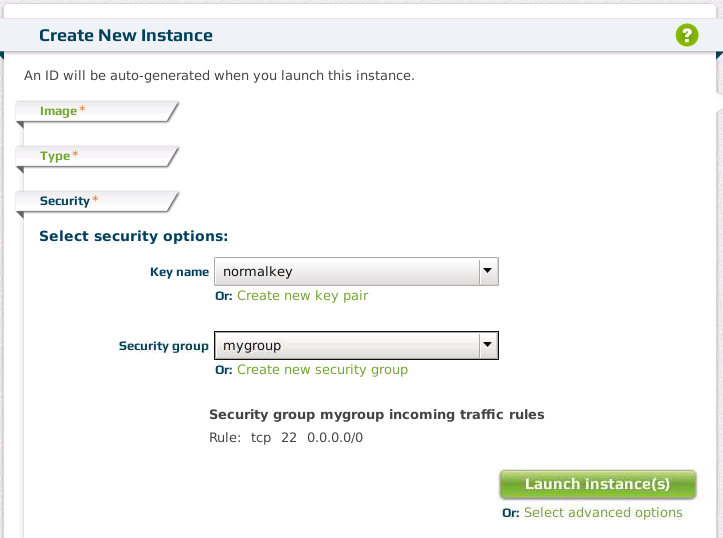 Create New Instance ?
An ID will be auto-generated when you launch this instance.
Image *
Type *
Security *
Select security options:
Key name normalkey
Or: Create new key pair
Security group mygroup
Or: Create new security group
Security group mygroup incoming traffic rules
Rule: tcp 22 0.0.0.0/0
Launch instance(s)
Or: Select advanced options